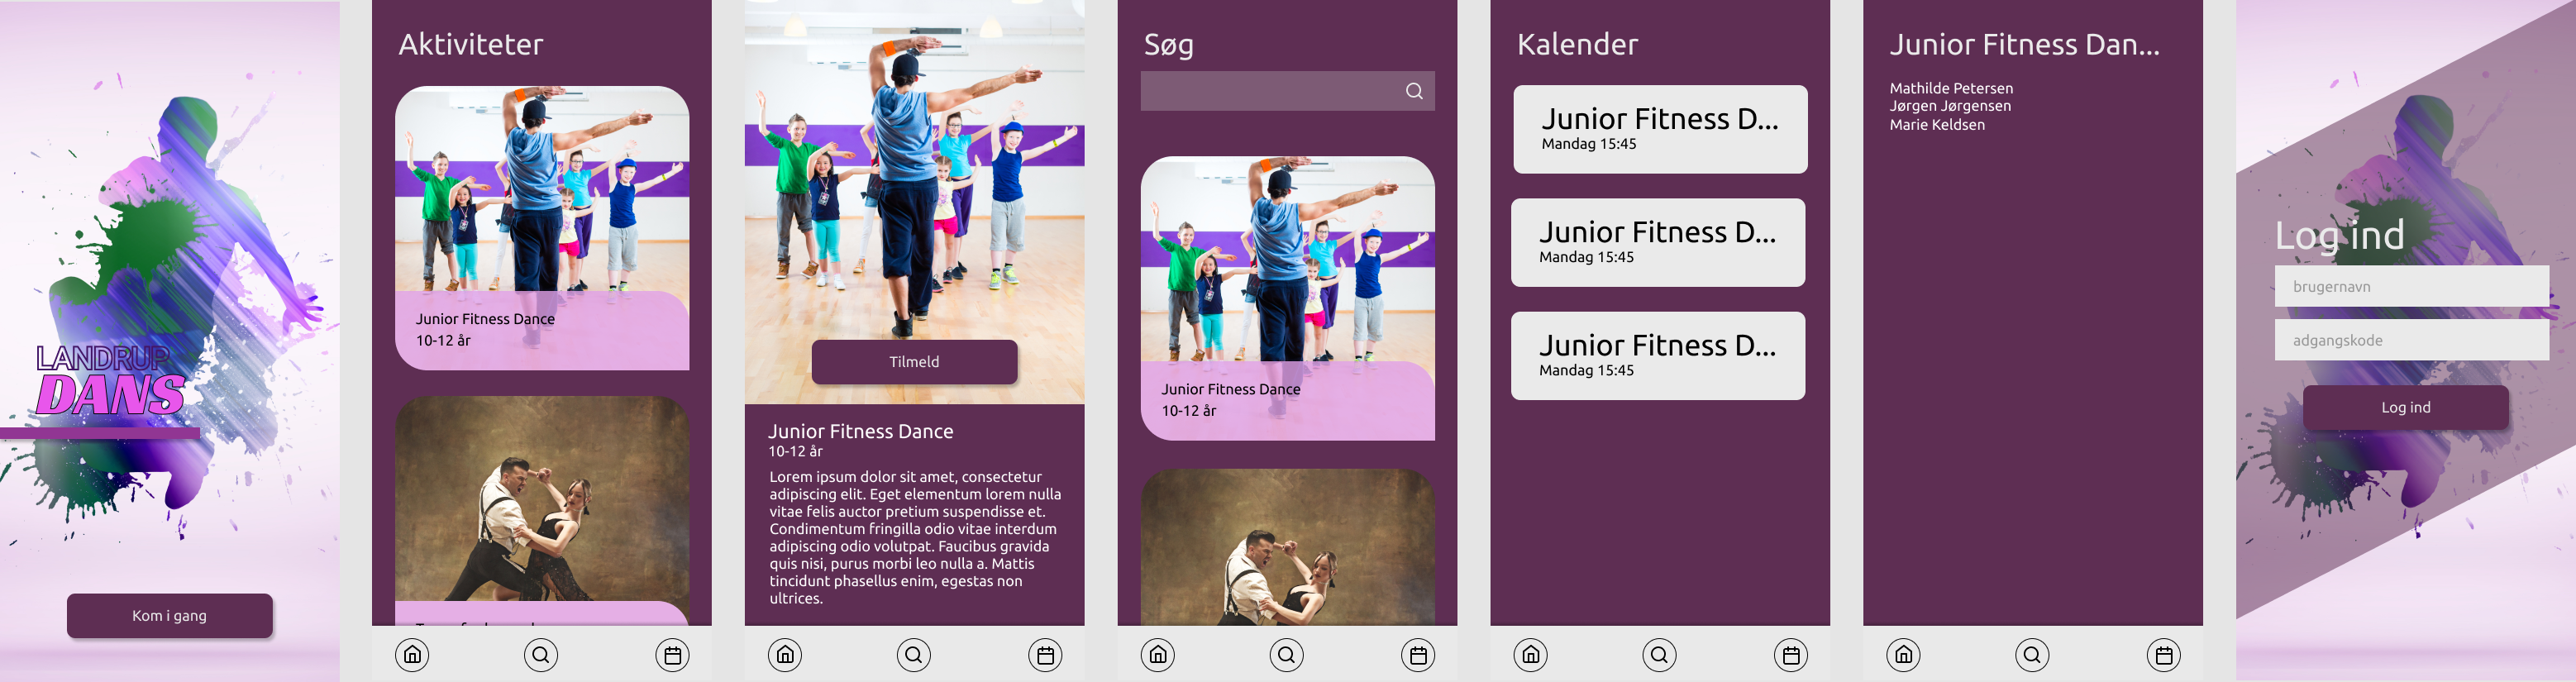 LANDRUP
DANS
Kom i gang
Aktiviteter
Junior Fitness Dance
10-12 år
Tilmeld
Junior Fitness Dance
10-12 år
Lorem ipsum dolor sit amet, consectetur
adipiscing elit. Eget elementum lorem nulla
vitae felis auctor pretium suspendisse et.
Condimentum fringilla odio vitae interdum
adipiscing odio volutpat. Faucibus gravida
quis nisi, purus morbi leo nulla a. Mattis
tincidunt phasellus enim, egestas non
ultrices.
Søg
Junior Fitness Dance
10-12 år
Kalender
Junior Fitness D...
Mandag 15:45
Junior Fitness D...
Mandag 15:45
Junior Fitness D...
Mandag 15:45
Junior Fitness Dan...
Mathilde Petersen
Jørgen Jørgensen
Marie Keldsen
Log ind
brugernavn
adgangskode
Log ind